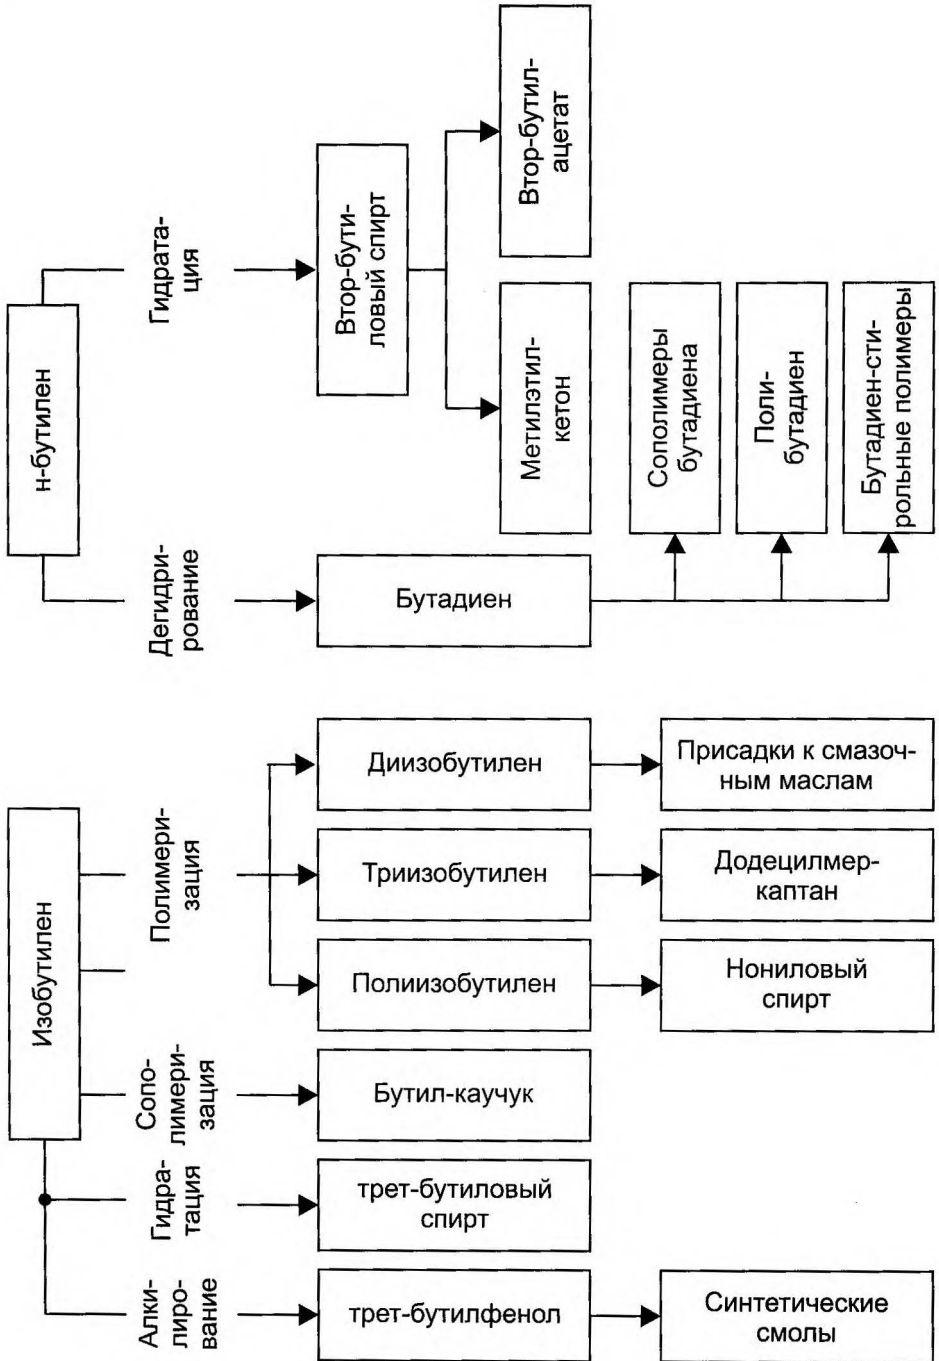 н-бутилен
Гидрата-
ция
Втор-бути-
ловый спирт
Втор-бутил-
ацетат
Метилэтил-
кетон
Дегидри-
рование
Бутадиен
Сополимеры
бутадиена
Поли-
бутадиен
Бутадиен-сти-
рольные полимеры
Изобутилен
Полимери-
зация
Диизобутилен
Присадки к смазоч-
ным маслам
Триизобутилен
Додецилмер-
каптан
Полиизобутилен
Нониловый
спирт
Сопо-
лимери-
зация
Бутил-каучук
Гидра-
тация
трет-бутиловый
спирт
Алки-
лиро-
вание
трет-бутилфенол
Синтетические
смолы